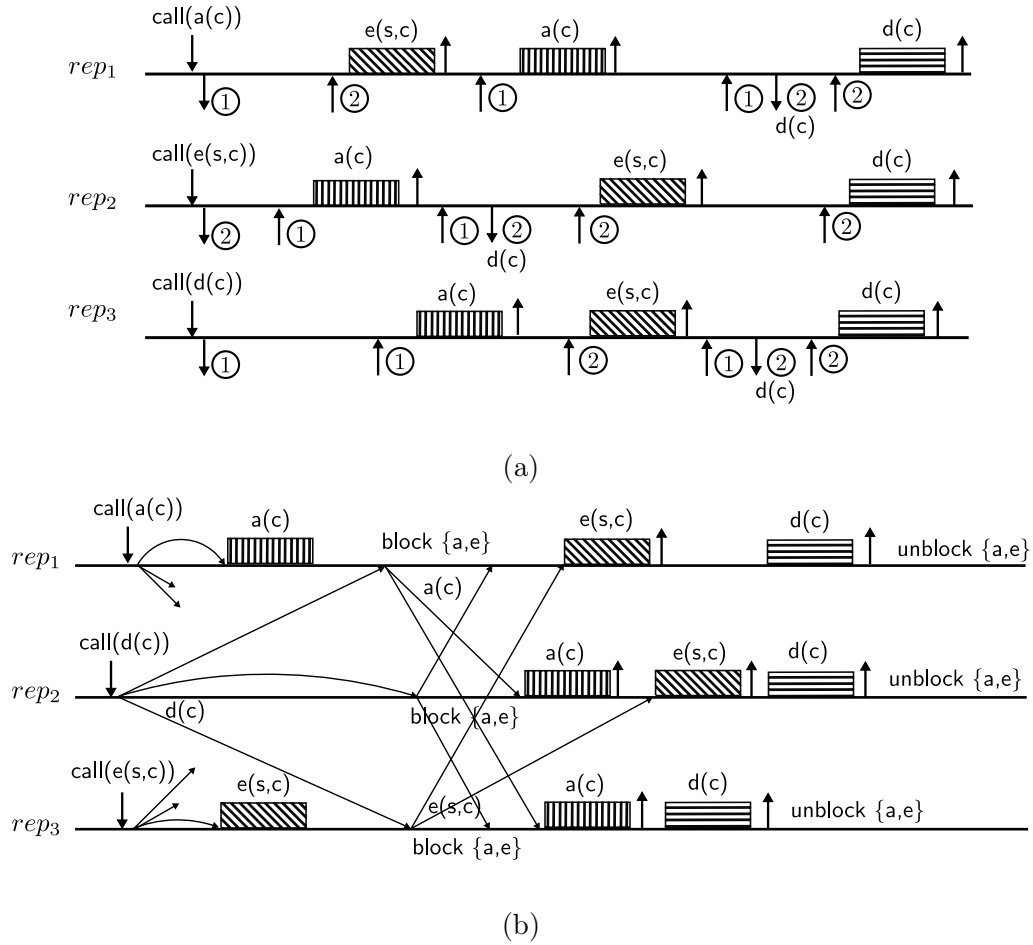 call(a(c))
e(s,c) a(c) d(c)
rep₁
① ② ① ① ② ②
d(c)
call(e(s,c))
a(c) e(s,c) d(c)
rep₂
② ① ① ② ② ②
d(c)
call(d(c))
a(c) e(s,c) d(c)
rep₃
① ① ② ① ② ②
d(c)
(a)
call(a(c))
a(c) block {a,e} e(s,c) d(c)
rep₁ unblock {a,e}
a(c)
call(d(c))
a(c) e(s,c) d(c)
rep₂ unblock {a,e}
d(c) block {a,e}
call(e(s,c))
e(s,c) e(s,c) a(c) d(c)
rep₃ unblock {a,e}
block {a,e}
(b)